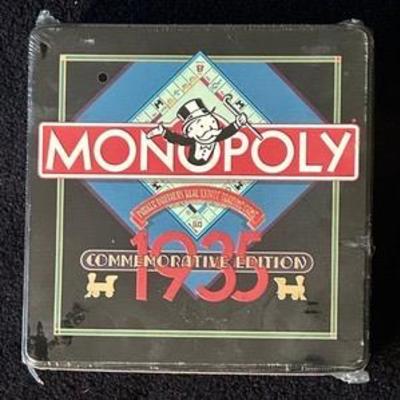 MONOPOLY
PARKER BROTHERS REAL ESTATE TRADING GAME
1935
COMMEMORATIVE EDITION